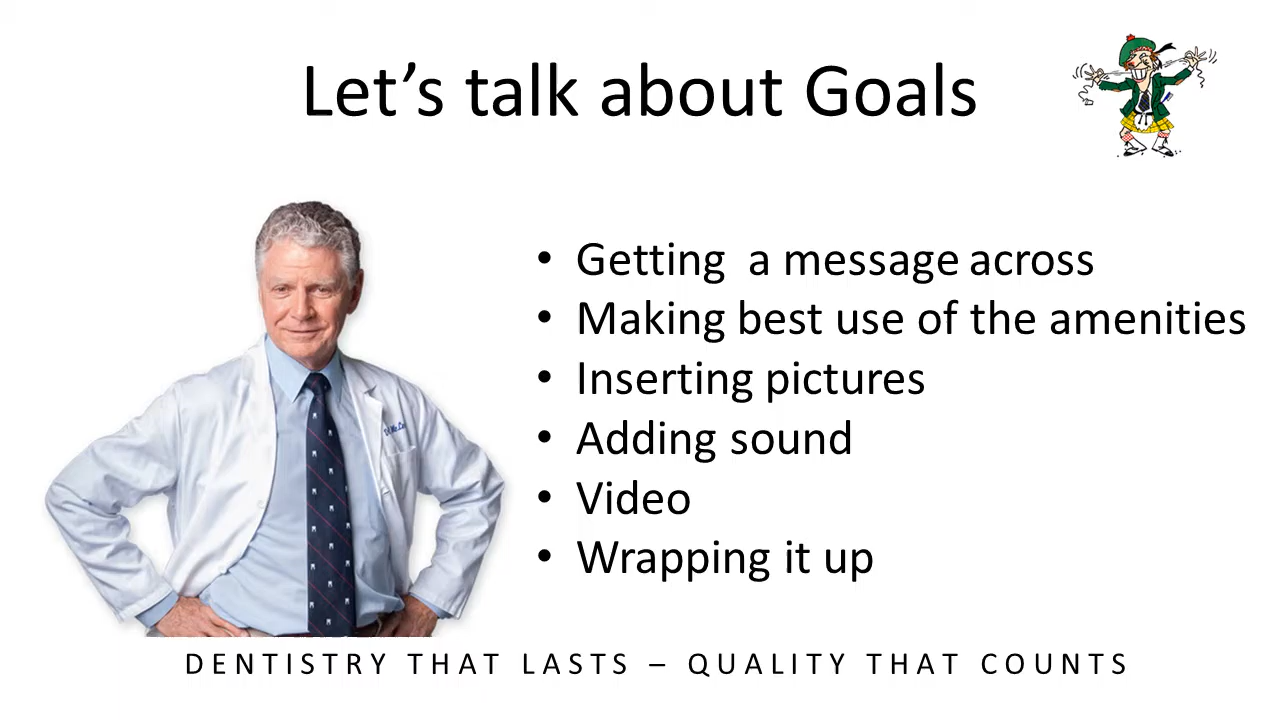 Let’s talk about Goals
• Getting a message across
• Making best use of the amenities
• Inserting pictures
• Adding sound
• Video
• Wrapping it up
DENTISTRY THAT LASTS – QUALITY THAT COUNTS